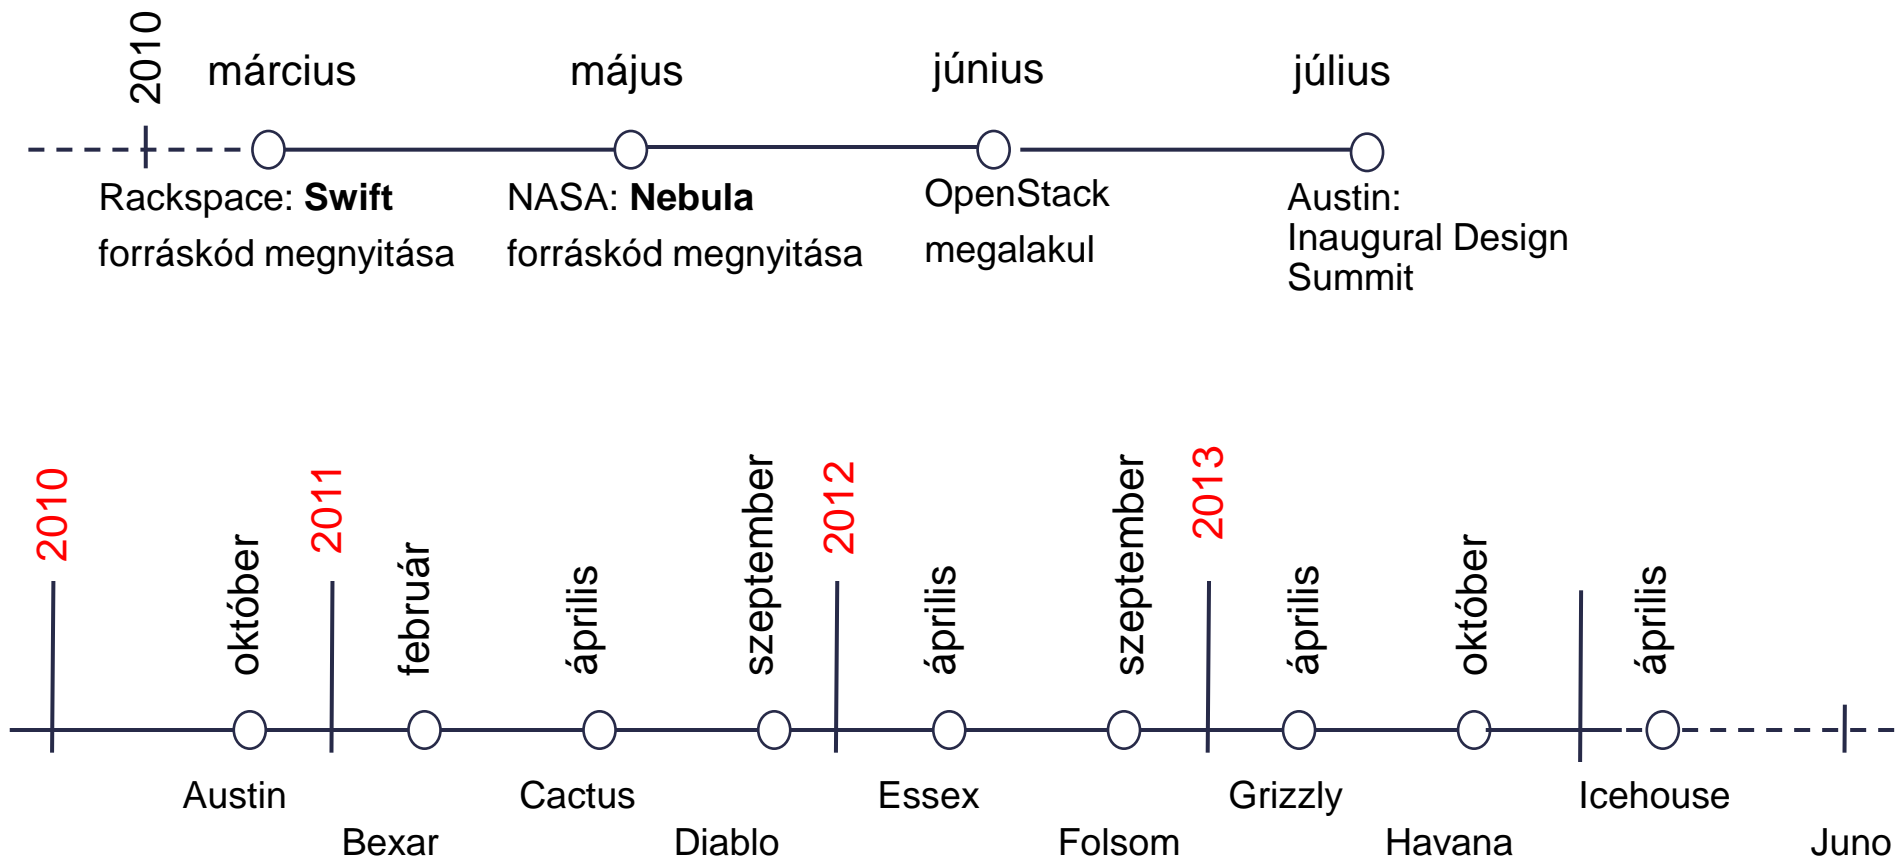 2010
március
május
június
július
Rackspace: Swift
forráskód megnyitása
NASA: Nebula
forráskód megnyitása
OpenStack
megalakul
Austin:
Inaugural Design
Summit
2010
október
2011
február
április
szeptember
2012
április
szeptember
2013
április
október
április
Austin
Bexar
Cactus
Diablo
Essex
Folsom
Grizzly
Havana
Icehouse
Juno